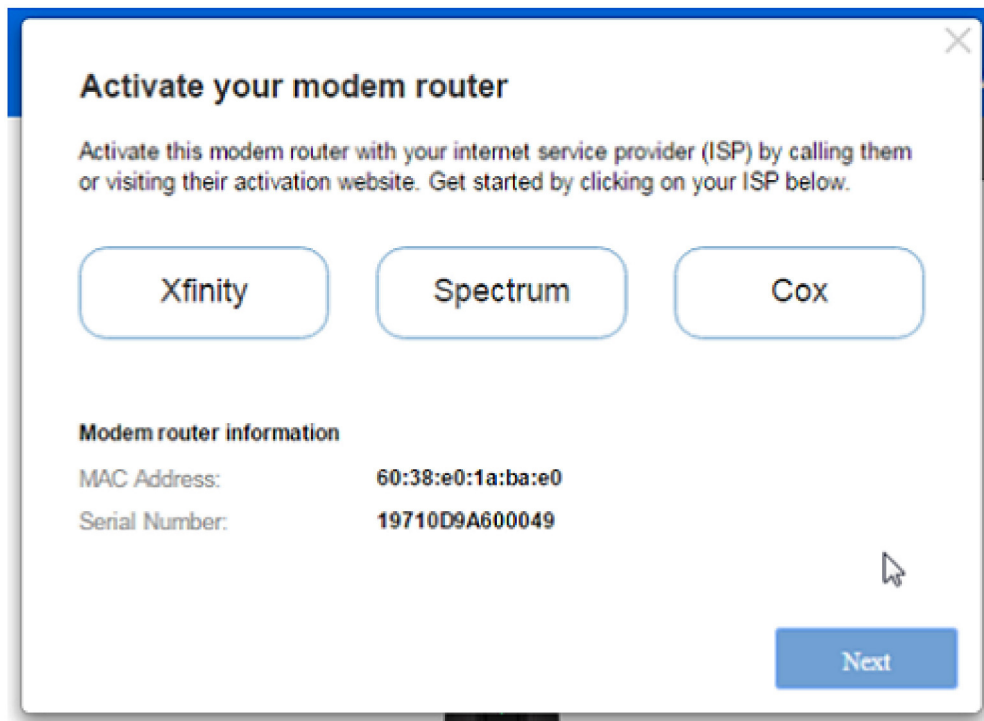 Activate your modem router
Activate this modem router with your internet service provider (ISP) by calling them
or visiting their activation website. Get started by clicking on your ISP below.
Xfinity
Spectrum
Cox
Modem router information
MAC Address: 60:38:e0:1a:ba:e0
Serial Number: 19710D9A600049
Next